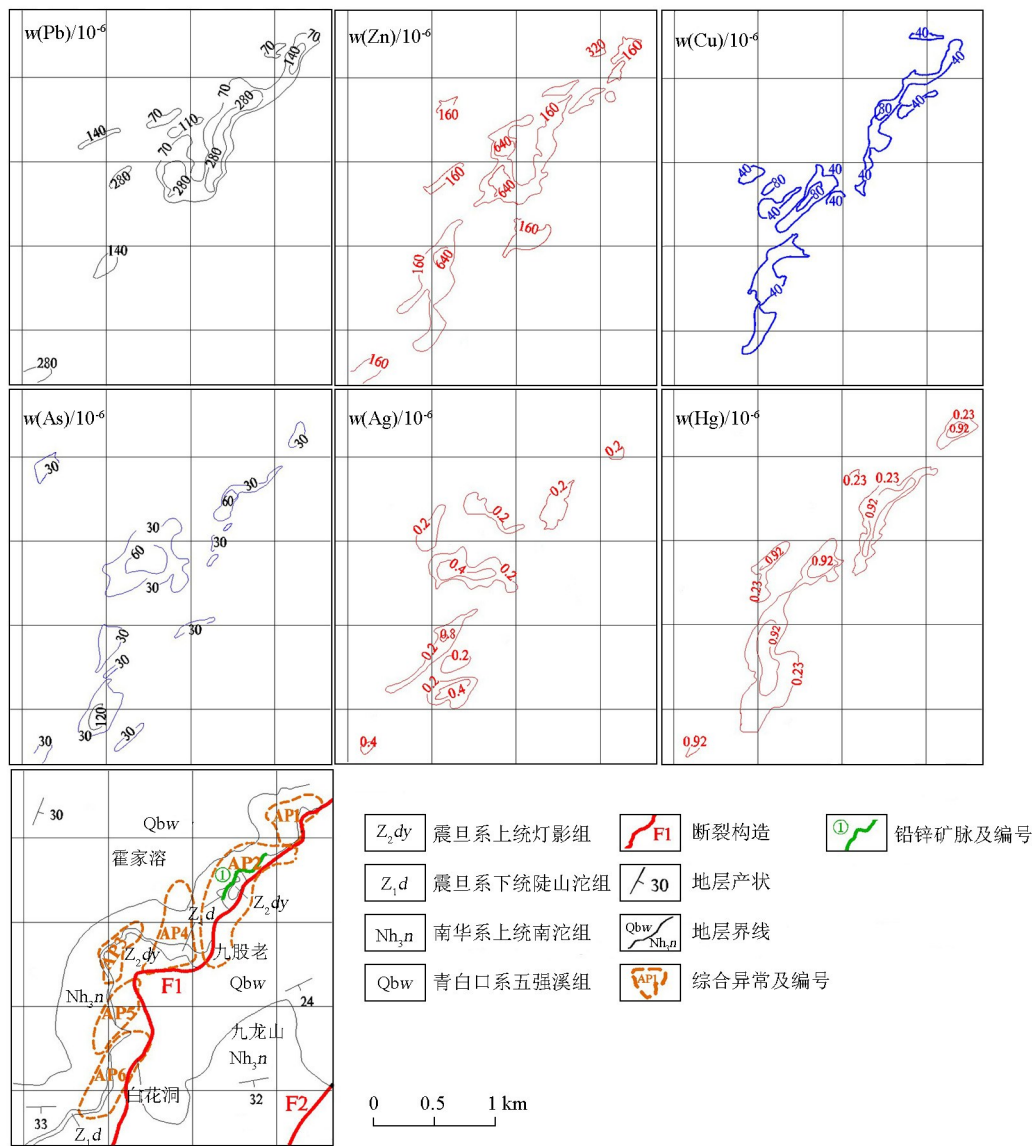 w(Pb)/10-6
70
70
140
70
280
70
110
140
70
280
280
280
140
280
w(Zn)/10-6
320
160
160
160
640
160
640
160
160
640
160
w(Cu)/10-6
40
40
80
40
40
80
40
80
40
40
40
40
w(As)/10-6
30
30
30
60
30
30
60
30
30
30
30
120
30
30
30
w(Ag)/10-6
0.2
0.2
0.2
0.2
0.4
0.2
0.8
0.2
0.2
0.2
0.4
0.4
w(Hg)/10-6
0.23
0.92
0.23
0.23
0.92
0.92
0.92
0.23
0.92
0.23
0.92
30
Qbw
AP1
霍家溶
AP2
①
Z2dy
Z1d
AP3
AP4
Z2dy
九股老
F1
Qbw
Nh3n
24
AP5
九龙山
Nh3n
AP6
白花洞
32
F2
33
Z1d
Z2dy 震旦系上统灯影组
F1 断裂构造
① 铅锌矿脉及编号
Z1d 震旦系下统陡山沱组
30 地层产状
Nh3n 南华系上统南沱组
Qbw
Nh3n 地层界线
Qbw 青白口系五强溪组
AP1 综合异常及编号
0 0.5 1 km